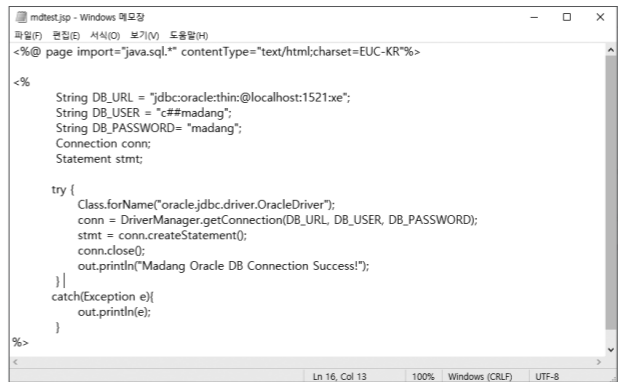 mdtest.jsp - Windows 메모장
파일(F) 편집(E) 서식(O) 보기(V) 도움말(H)
<%@ page import="java.sql.*" contentType="text/html;charset=EUC-KR"%>
<%
String DB_URL = "jdbc:oracle:thin:@localhost:1521:xe";
String DB_USER = "c##madang";
String DB_PASSWORD= "madang";
Connection conn;
Statement stmt;
try {
Class.forName("oracle.jdbc.driver.OracleDriver");
conn = DriverManager.getConnection(DB_URL, DB_USER, DB_PASSWORD);
stmt = conn.createStatement();
conn.close();
out.println("Madang Oracle DB Connection Success!");
}
catch(Exception e){
out.println(e);
}
%>
Ln 16, Col 13 100% Windows (CRLF) UTF-8